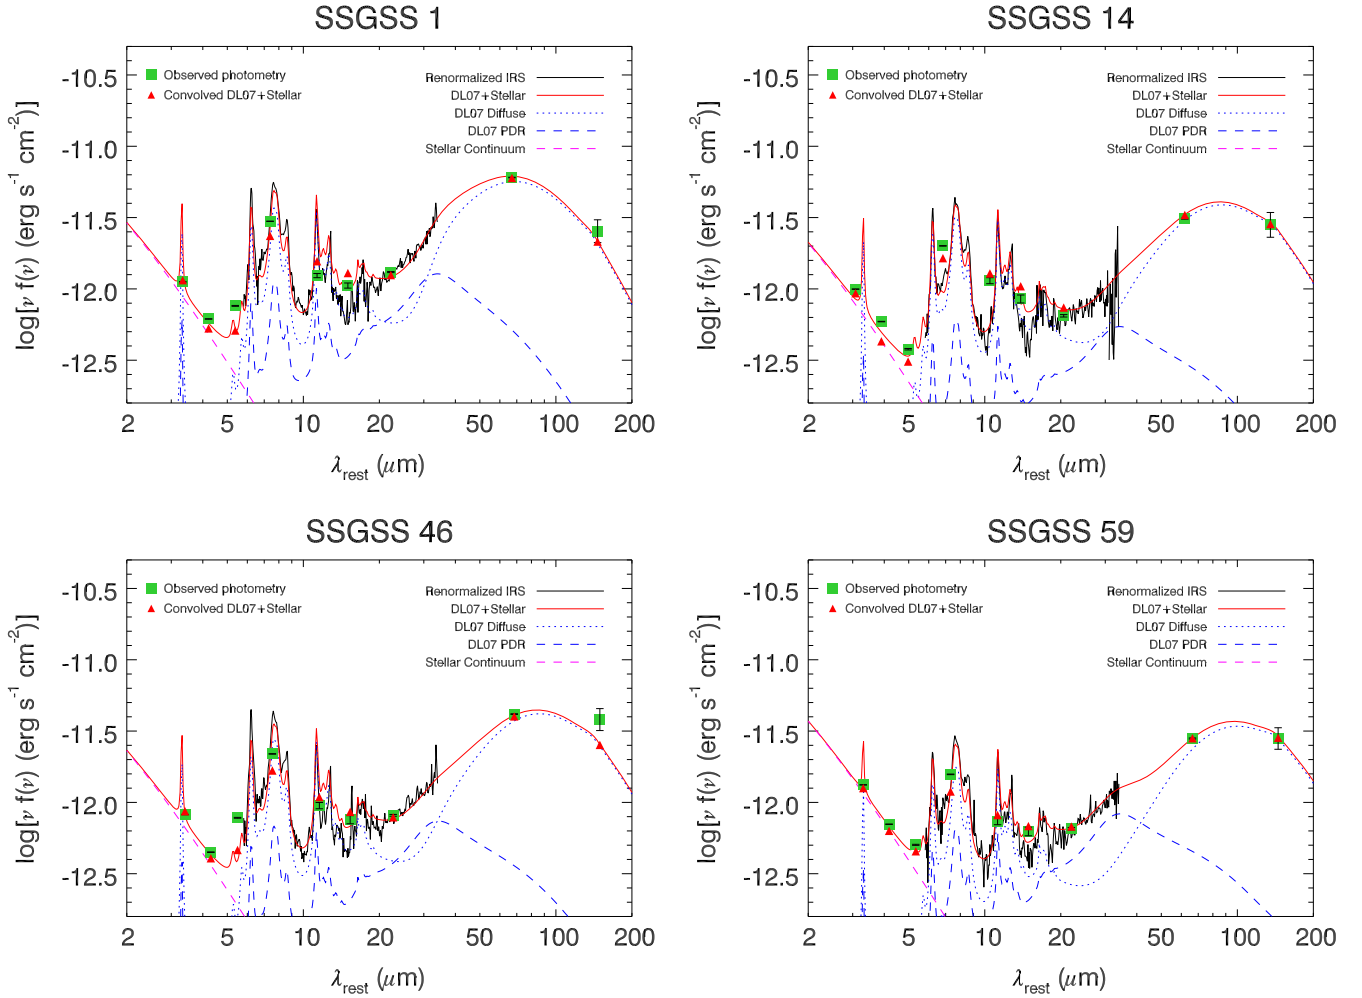 SSGSS 1
Observed photometry
Convolved DL07+Stellar
Renormalized IRS
DL07+Stellar
DL07 Diffuse
DL07 PDR
Stellar Continuum
log[ν f(ν) (erg s⁻¹ cm⁻²)]
-10.5
-11.0
-11.5
-12.0
-12.5
2 5 10 20 50 100 200
λrest (μm)
SSGSS 14
Observed photometry
Convolved DL07+Stellar
Renormalized IRS
DL07+Stellar
DL07 Diffuse
DL07 PDR
Stellar Continuum
log[ν f(ν) (erg s⁻¹ cm⁻²)]
-10.5
-11.0
-11.5
-12.0
-12.5
2 5 10 20 50 100 200
λrest (μm)
SSGSS 46
Observed photometry
Convolved DL07+Stellar
Renormalized IRS
DL07+Stellar
DL07 Diffuse
DL07 PDR
Stellar Continuum
log[ν f(ν) (erg s⁻¹ cm⁻²)]
-10.5
-11.0
-11.5
-12.0
-12.5
2 5 10 20 50 100 200
λrest (μm)
SSGSS 59
Observed photometry
Convolved DL07+Stellar
Renormalized IRS
DL07+Stellar
DL07 Diffuse
DL07 PDR
Stellar Continuum
log[ν f(ν) (erg s⁻¹ cm⁻²)]
-10.5
-11.0
-11.5
-12.0
-12.5
2 5 10 20 50 100 200
λrest (μm)